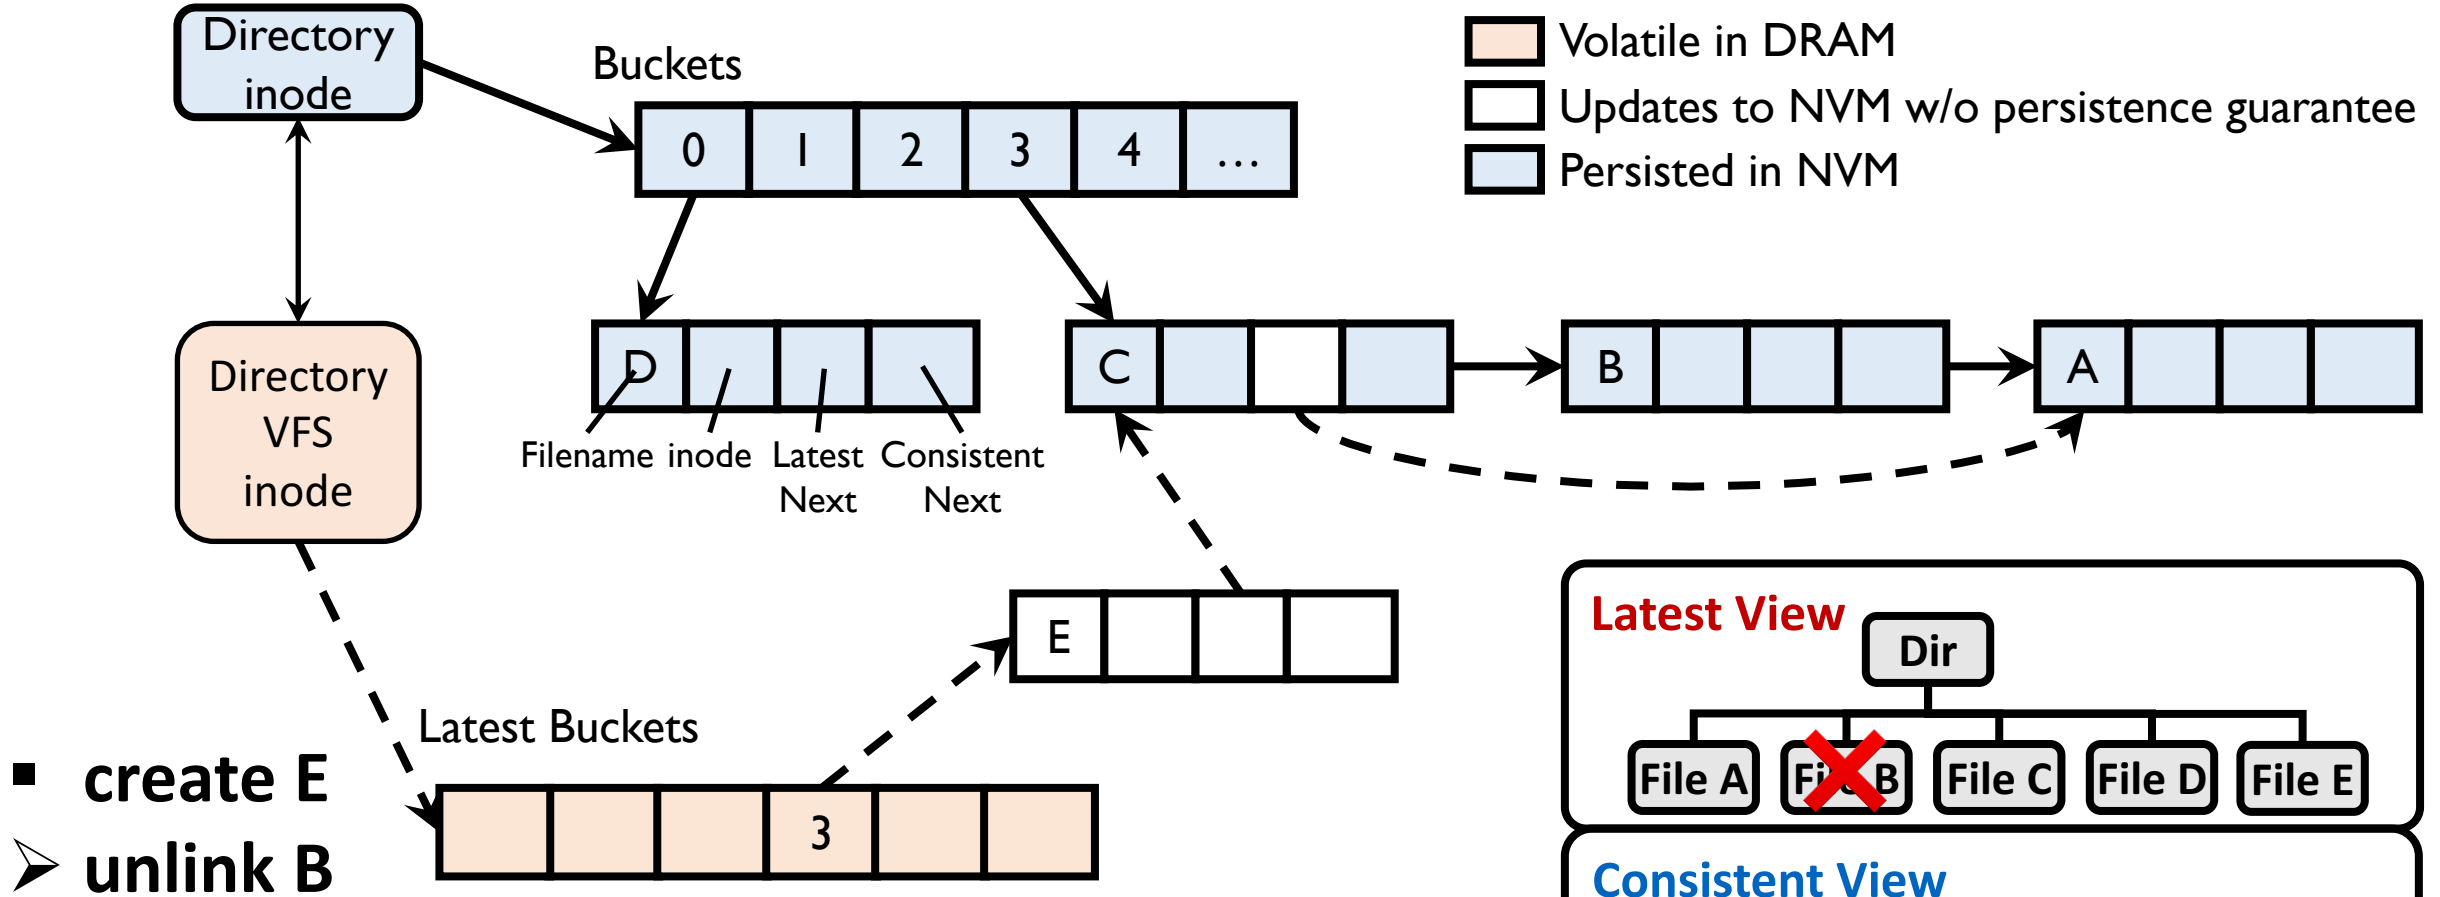 Directory
inode
Buckets
0 1 2 3 4 ...
Volatile in DRAM
Updates to NVM w/o persistence guarantee
Persisted in NVM
Directory
VFS
inode
D
Filename inode Latest Next Consistent Next
C
B
A
E
Latest Buckets
3
▪ create E
➢ unlink B
Latest View
Dir
File A File B File C File D File E
Consistent View